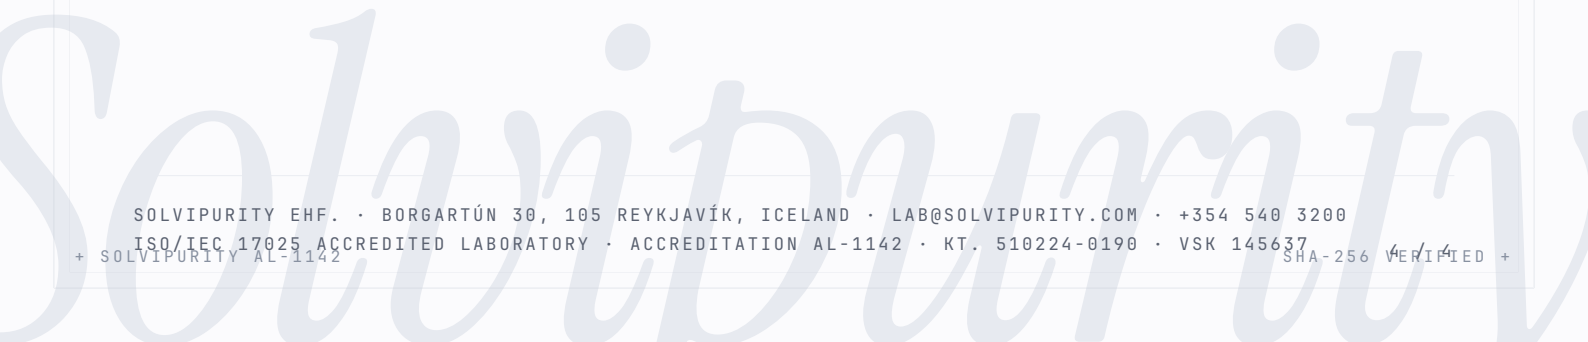 Solvipurity
SOLVIPURITY EHF. · BORGARTÚN 30, 105 REYKJAVÍK, ICELAND · LAB@SOLVIPURITY.COM · +354 540 3200
ISO/IEC 17025 ACCREDITED LABORATORY · ACCREDITATION AL-1142 · KT. 510224-0190 · VSK 145637
4 / 4
+ SOLVIPURITY AL-1142
SHA-256 VERIFIED +